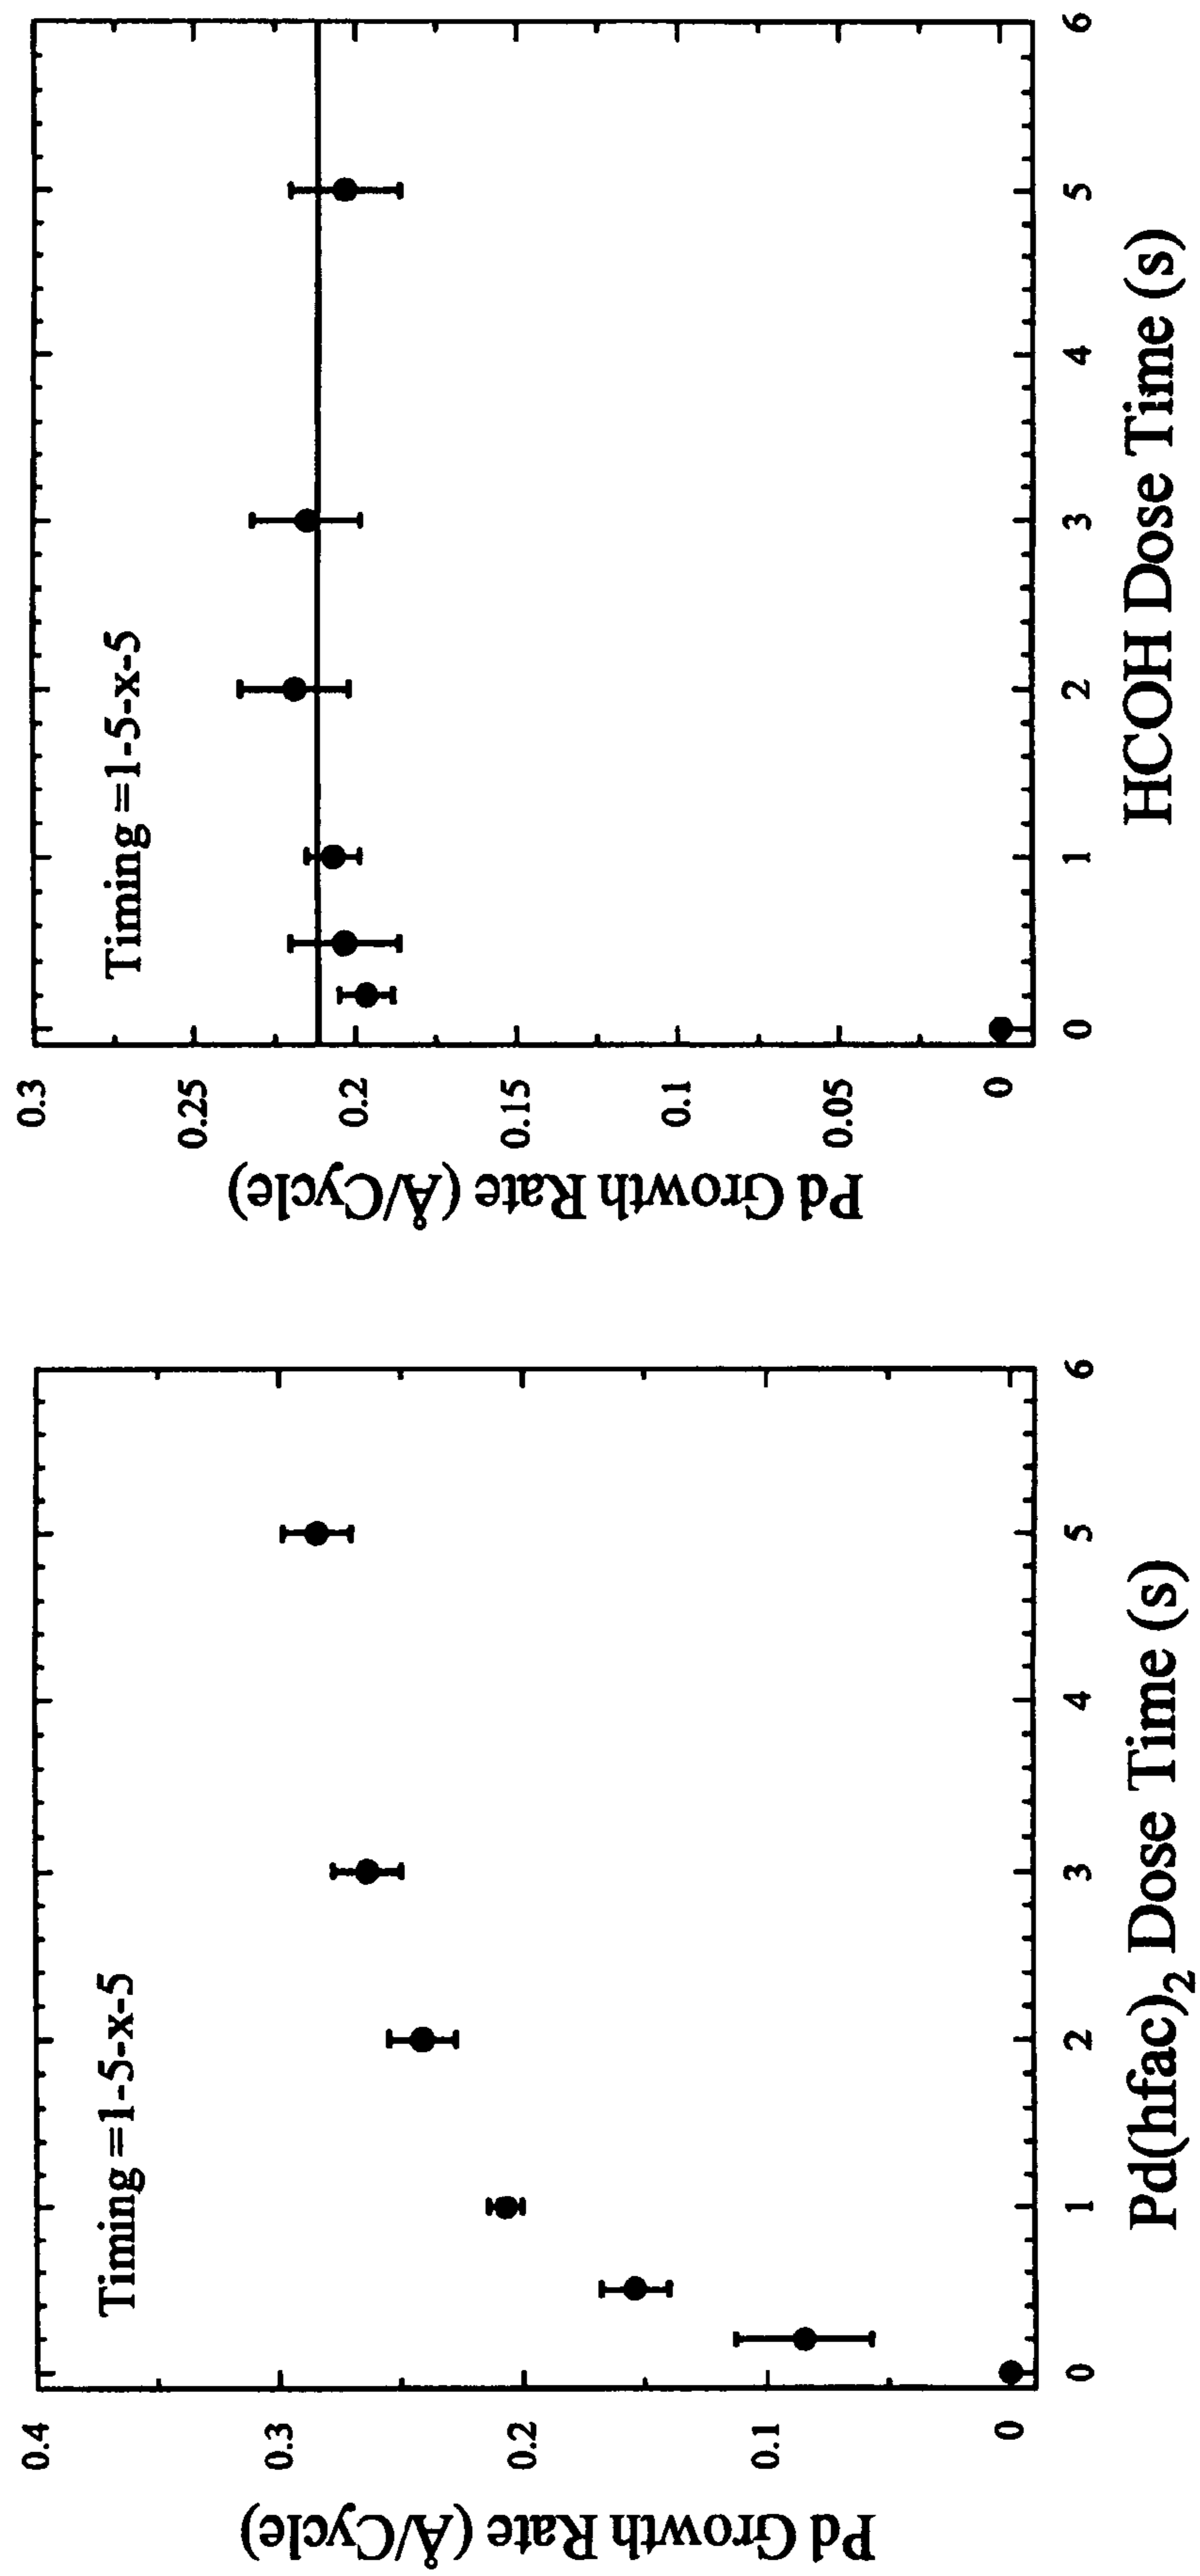 Timing =1-5-x-5
Pd Growth Rate (Å/Cycle)
0.4
0.3
0.2
0.1
0
0 1 2 3 4 5 6
Pd(hfac)₂ Dose Time (s)
Timing =1-5-x-5
Pd Growth Rate (Å/Cycle)
0.3
0.25
0.2
0.15
0.1
0.05
0
0 1 2 3 4 5 6
HCOH Dose Time (s)